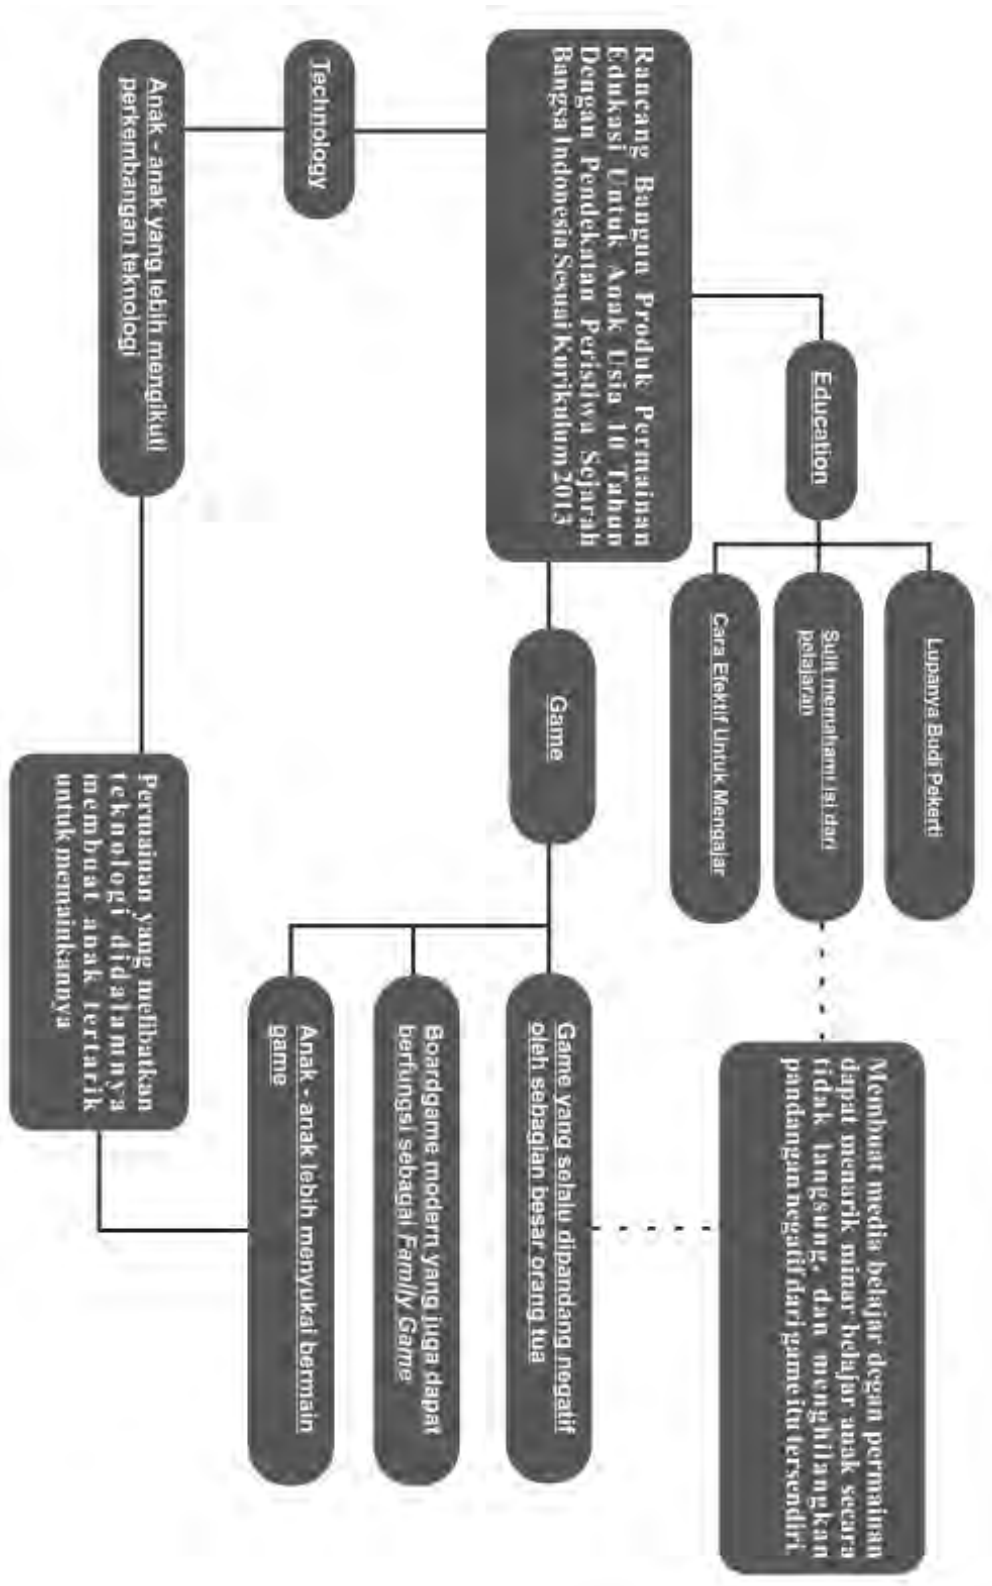 Lupanya Budi Pekerti
Education
Sulit memahami isi dari
pelajaran
Cara Efektif Untuk Mengajar
Membuat media belajar degan permainan
dapat menarik minat belajar anak secara
tidak langsung, dan menghilangkan
pandangan negatif dari game itu tersendiri
Rancang Bangun Produk Permainan
Edukasi Untuk Anak Usia 10 Tahun
Dengan Pendekatan Peristiwa Sejarah
Bangsa Indonesia Sesuai Kurikulum 2013
Game
Game yang selalu dipandang negatif
oleh sebagian besar orang tua
Boardgame modern yang juga dapat
berfungsi sebagai Family Game
Anak - anak lebih menyukai bermain
game
Technology
Anak - anak yang lebih mengikuti
perkembangan teknologi
Permainan yang melibatkan
teknologi didalamnya
membuat anak tertarik
untuk memainkannya